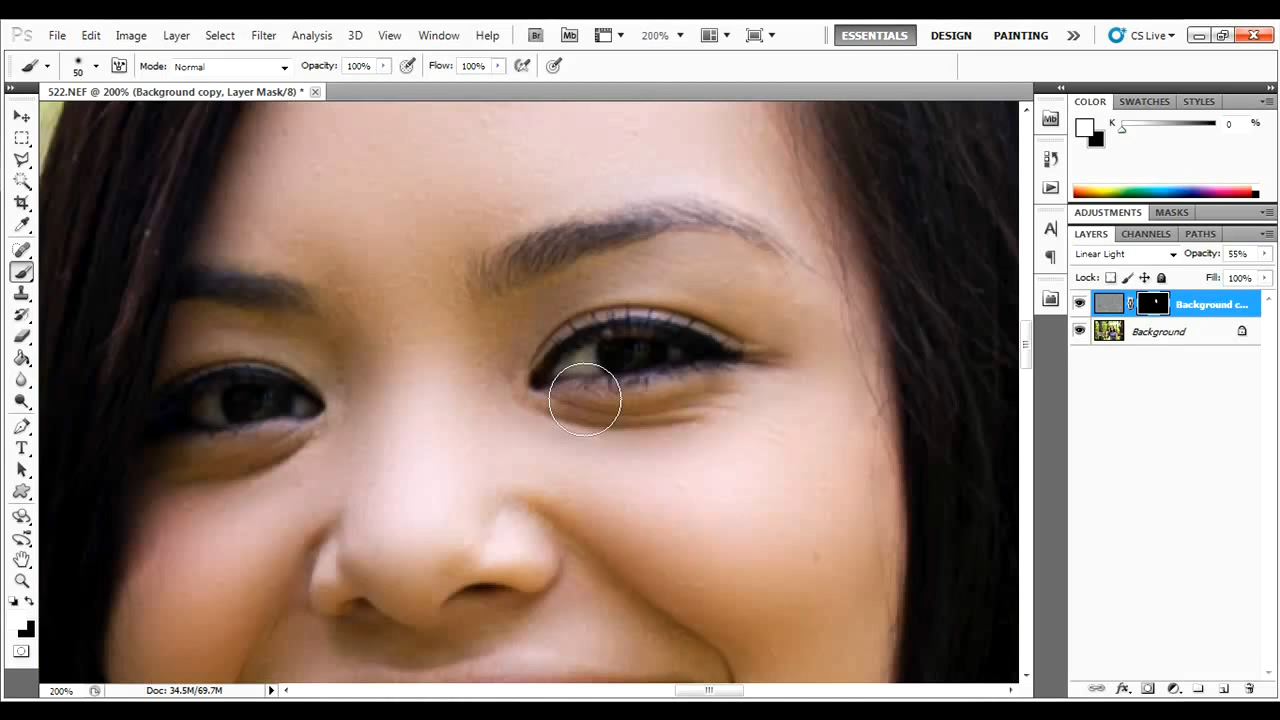 Ps File Edit Image Layer Select Filter Analysis 3D View Window Help Br Mb 200% ESSENTIALS DESIGN PAINTING CS Live
50 Mode: Normal Opacity: 100% Flow: 100%
522.NEF @ 200% (Background copy, Layer Mask/8) *
COLOR SWATCHES STYLES
Mb
K 0 %
ADJUSTMENTS MASKS
A
LAYERS CHANNELS PATHS
Linear Light Opacity: 55%
Lock: Fill: 100%
Background c...
Background
T
200% Doc: 34.5M/69.7M
fx